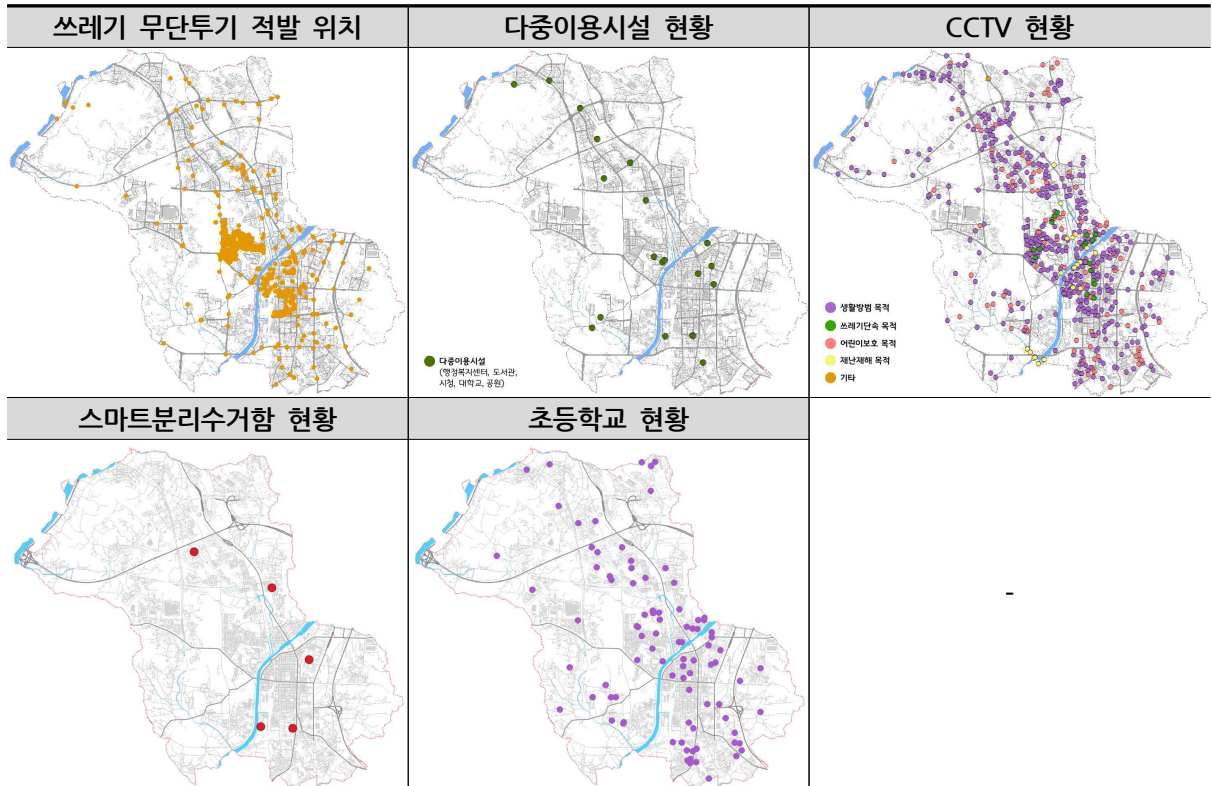 쓰레기 무단투기 적발 위치
다중이용시설 현황
CCTV 현황
다중이용시설
(행정복지센터, 도서관,
시청, 대학교, 공원)
생활방범 목적
쓰레기단속 목적
어린이보호 목적
재난재해 목적
기타
스마트분리수거함 현황
초등학교 현황
-